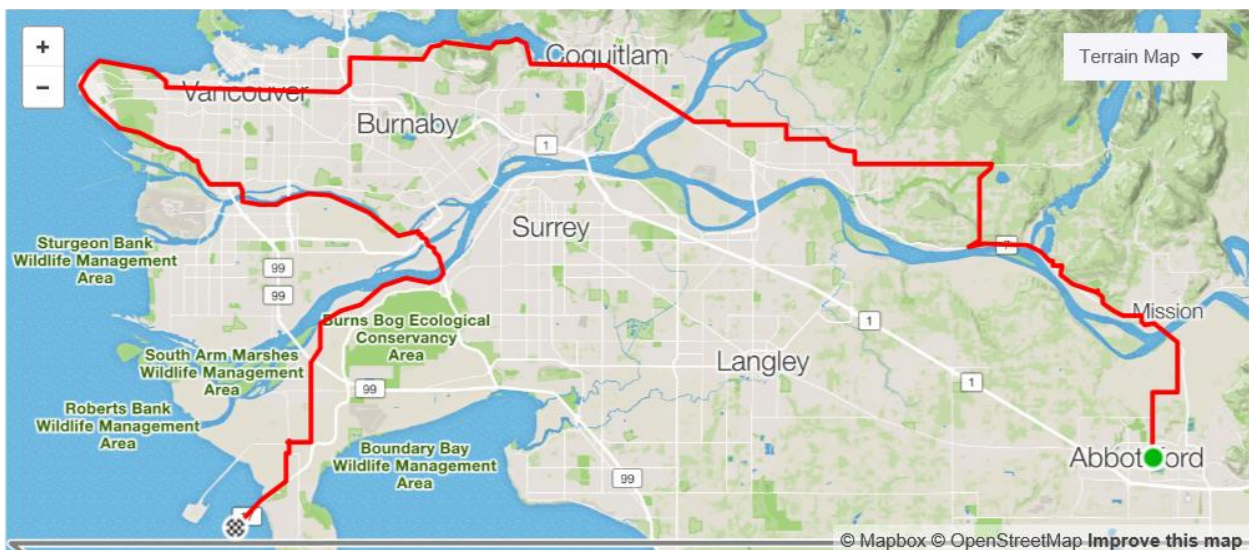 +
−
Terrain Map
Coquitlam
Vancouver
Burnaby
1
Surrey
Sturgeon Bank
Wildlife Management
Area
99
7
99
Mission
Burns Bog Ecological
Conservancy
Area
1
South Arm Marshes
Wildlife Management
Area
Langley
99
1
Roberts Bank
Wildlife Management
Area
Boundary Bay
Wildlife Management
Area
Abbotsford
99
1
© Mapbox © OpenStreetMap Improve this map